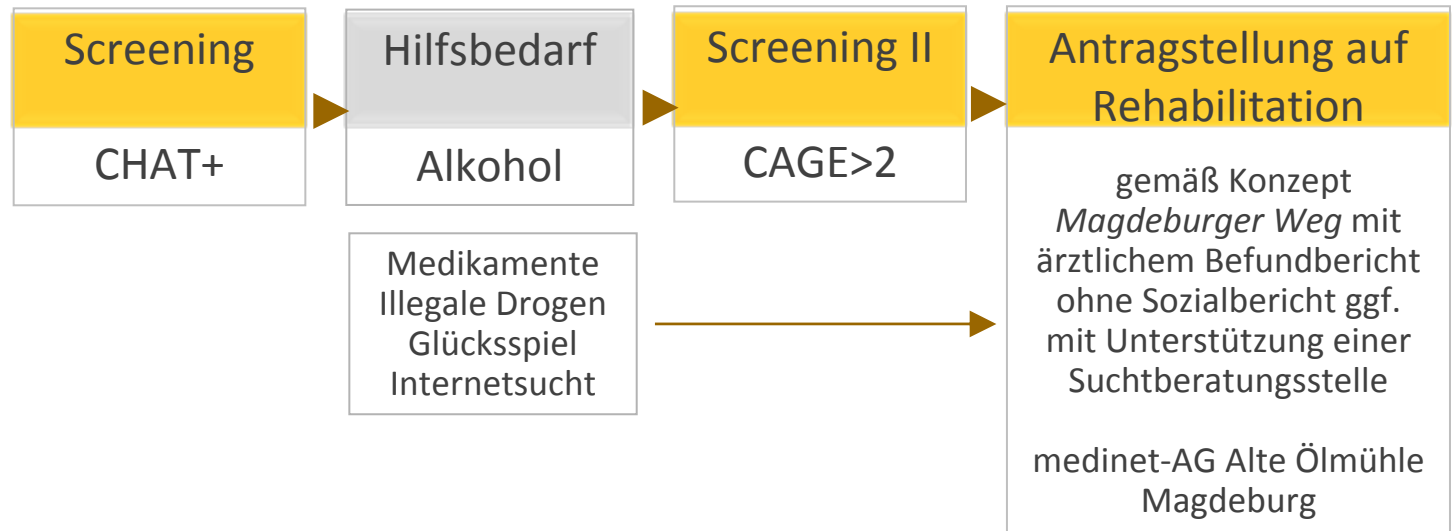 Screening
CHAT+
Hilfsbedarf
Alkohol
Medikamente
Illegale Drogen
Glücksspiel
Internetsucht
Screening II
CAGE>2
Antragstellung auf
Rehabilitation
gemäß Konzept
Magdeburger Weg mit
ärztlichem Befundbericht
ohne Sozialbericht ggf.
mit Unterstützung einer
Suchtberatungsstelle
medinet-AG Alte Ölmühle
Magdeburg